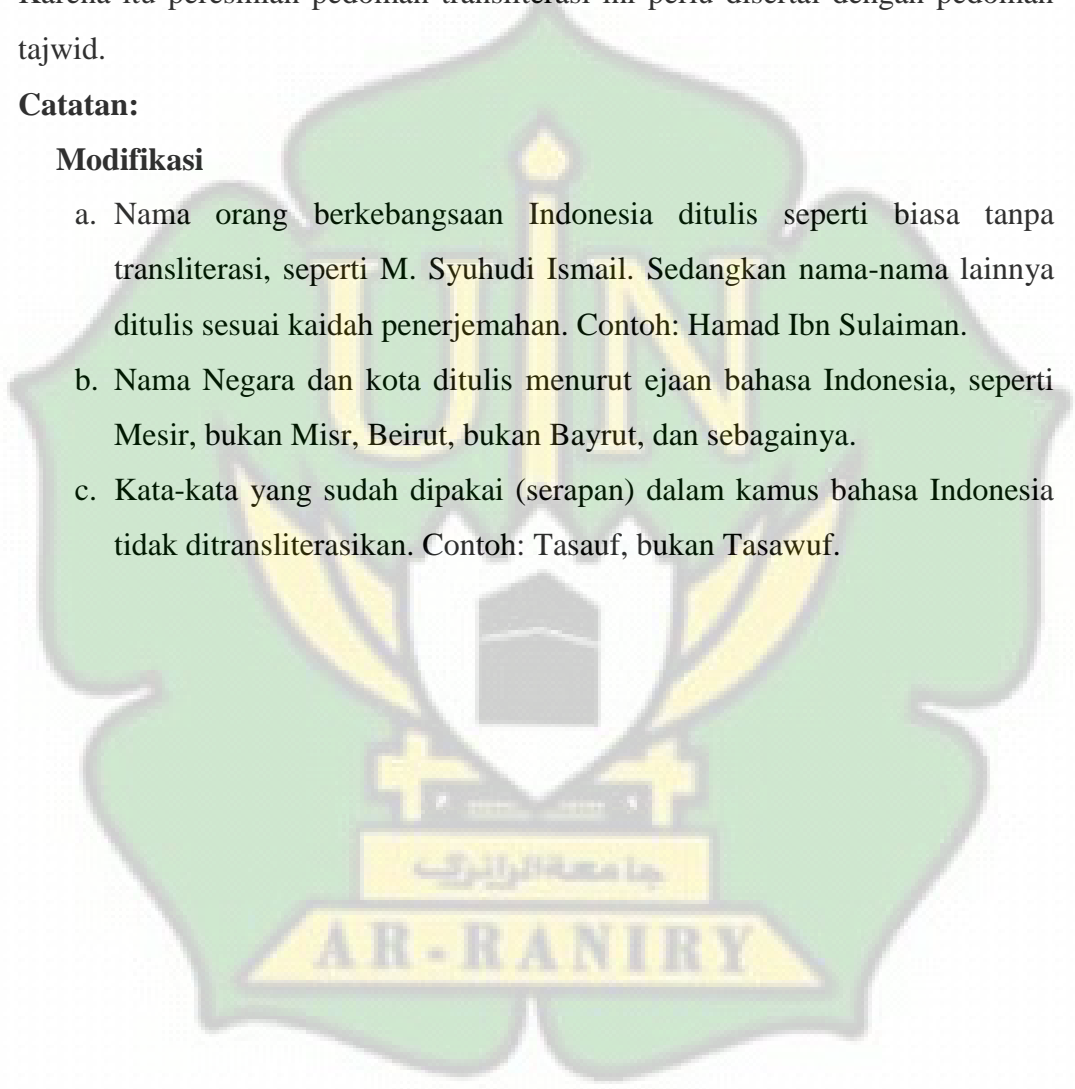 Karena itu peresmian pedoman transliterasi ini perlu disertai dengan pedoman
tajwid.
Catatan:
Modifikasi
a. Nama orang berkebangsaan Indonesia ditulis seperti biasa tanpa
transliterasi, seperti M. Syuhudi Ismail. Sedangkan nama-nama lainnya
ditulis sesuai kaidah penerjemahan. Contoh: Hamad Ibn Sulaiman.
b. Nama Negara dan kota ditulis menurut ejaan bahasa Indonesia, seperti
Mesir, bukan Misr, Beirut, bukan Bayrut, dan sebagainya.
c. Kata-kata yang sudah dipakai (serapan) dalam kamus bahasa Indonesia
tidak ditransliterasikan. Contoh: Tasauf, bukan Tasawuf.
UIN
جامعة الرانري
AR-RANIRY